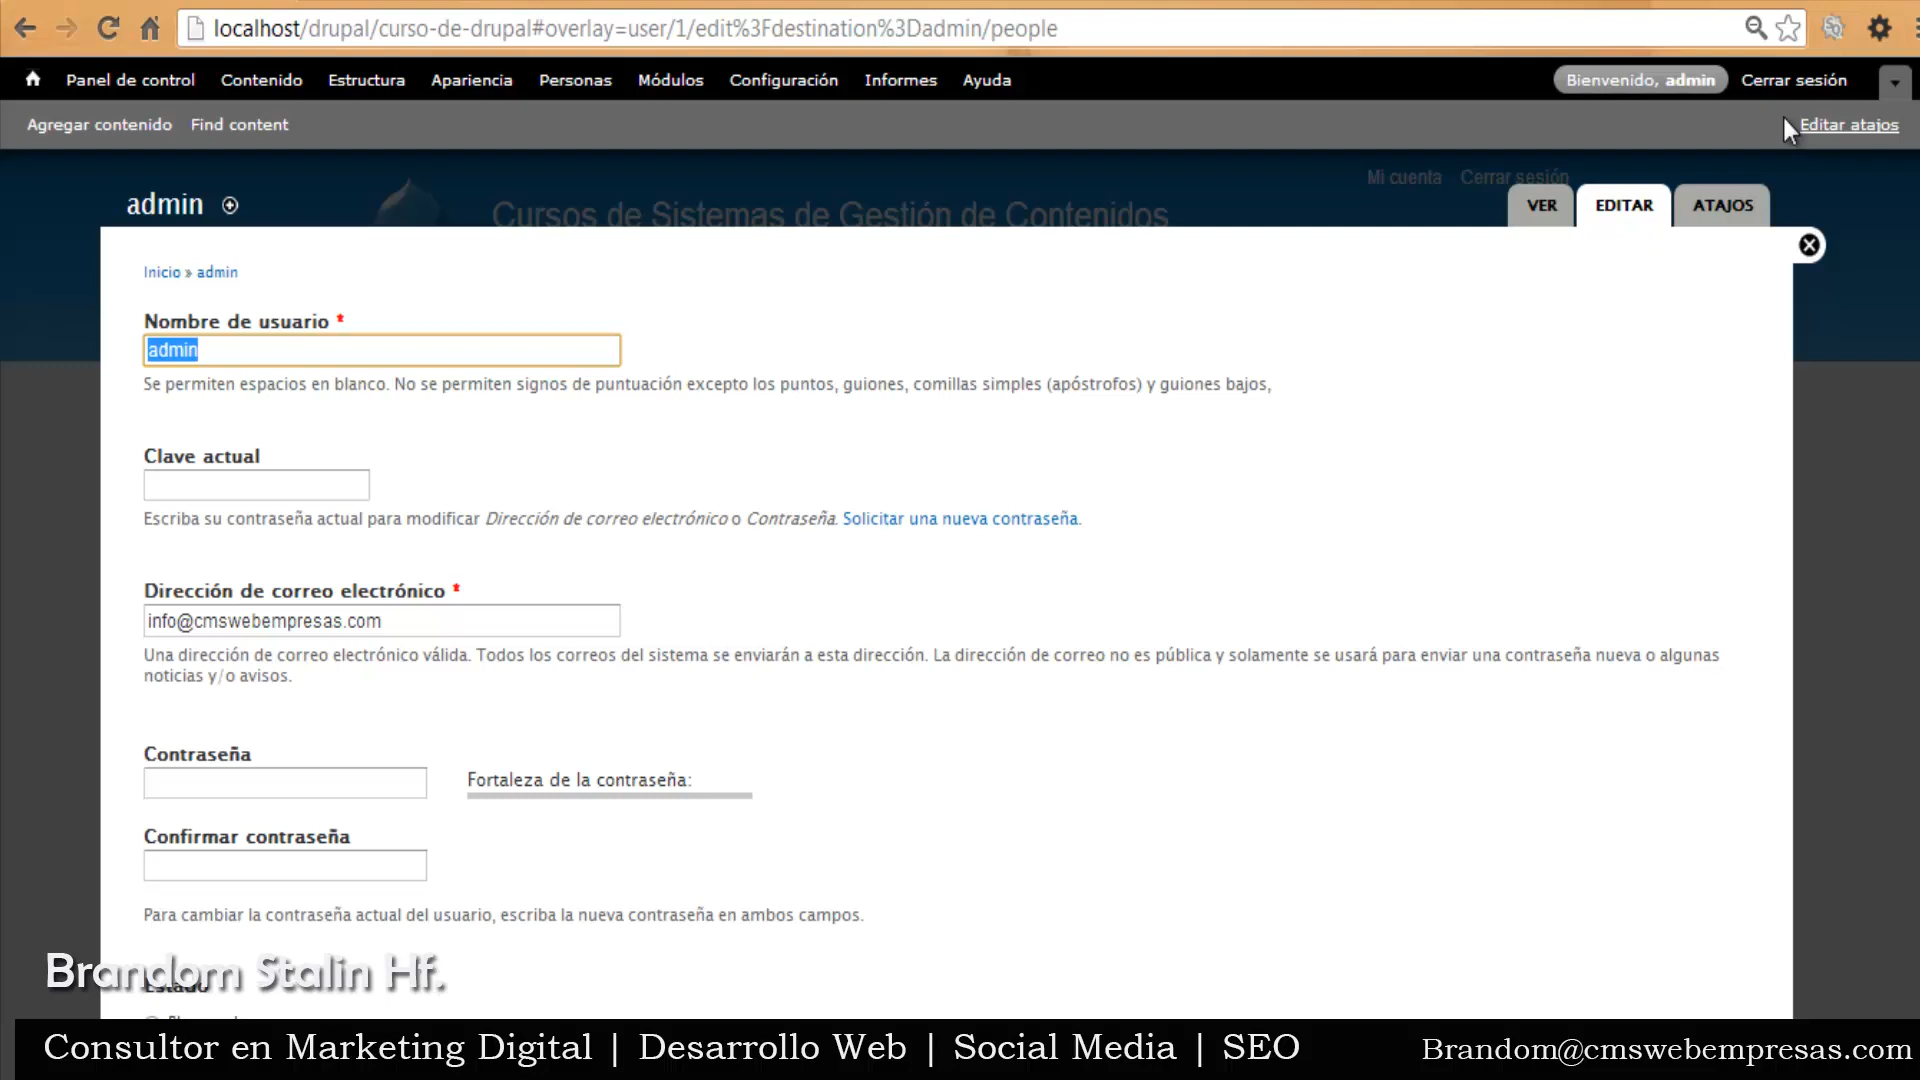 localhost/drupal/curso-de-drupal#overlay=user/1/edit%3Fdestination%3Dadmin/people
Panel de control Contenido Estructura Apariencia Personas Módulos Configuración Informes Ayuda Bienvenido, admin Cerrar sesión
Agregar contenido Find content Editar atajos
Mi cuenta Cerrar sesión
admin Cursos de Sistemas de Gestión de Contenidos VER EDITAR ATAJOS
Inicio » admin
Nombre de usuario *
admin
Se permiten espacios en blanco. No se permiten signos de puntuación excepto los puntos, guiones, comillas simples (apóstrofos) y guiones bajos,
Clave actual
Escriba su contraseña actual para modificar Dirección de correo electrónico o Contraseña. Solicitar una nueva contraseña.
Dirección de correo electrónico *
info@cmswebempresas.com
Una dirección de correo electrónico válida. Todos los correos del sistema se enviarán a esta dirección. La dirección de correo no es pública y solamente se usará para enviar una contraseña nueva o algunas
noticias y/o avisos.
Contraseña
Fortaleza de la contraseña:
Confirmar contraseña
Para cambiar la contraseña actual del usuario, escriba la nueva contraseña en ambos campos.
Brandom Stalin Hf.
Estado
Consultor en Marketing Digital | Desarrollo Web | Social Media | SEO Brandom@cmswebempresas.com